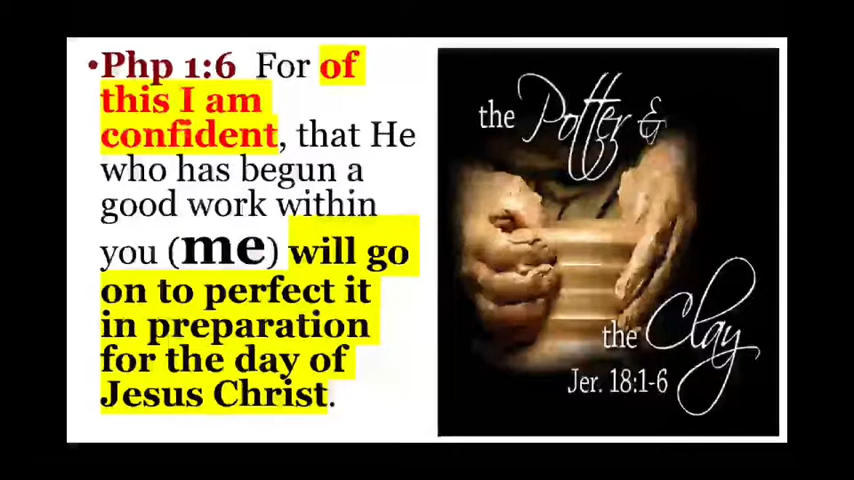 •Php 1:6 For of
this I am
confident, that He
who has begun a
good work within
you (me) will go
on to perfect it
in preparation
for the day of
Jesus Christ.
the Potter &
the Clay
Jer. 18:1-6